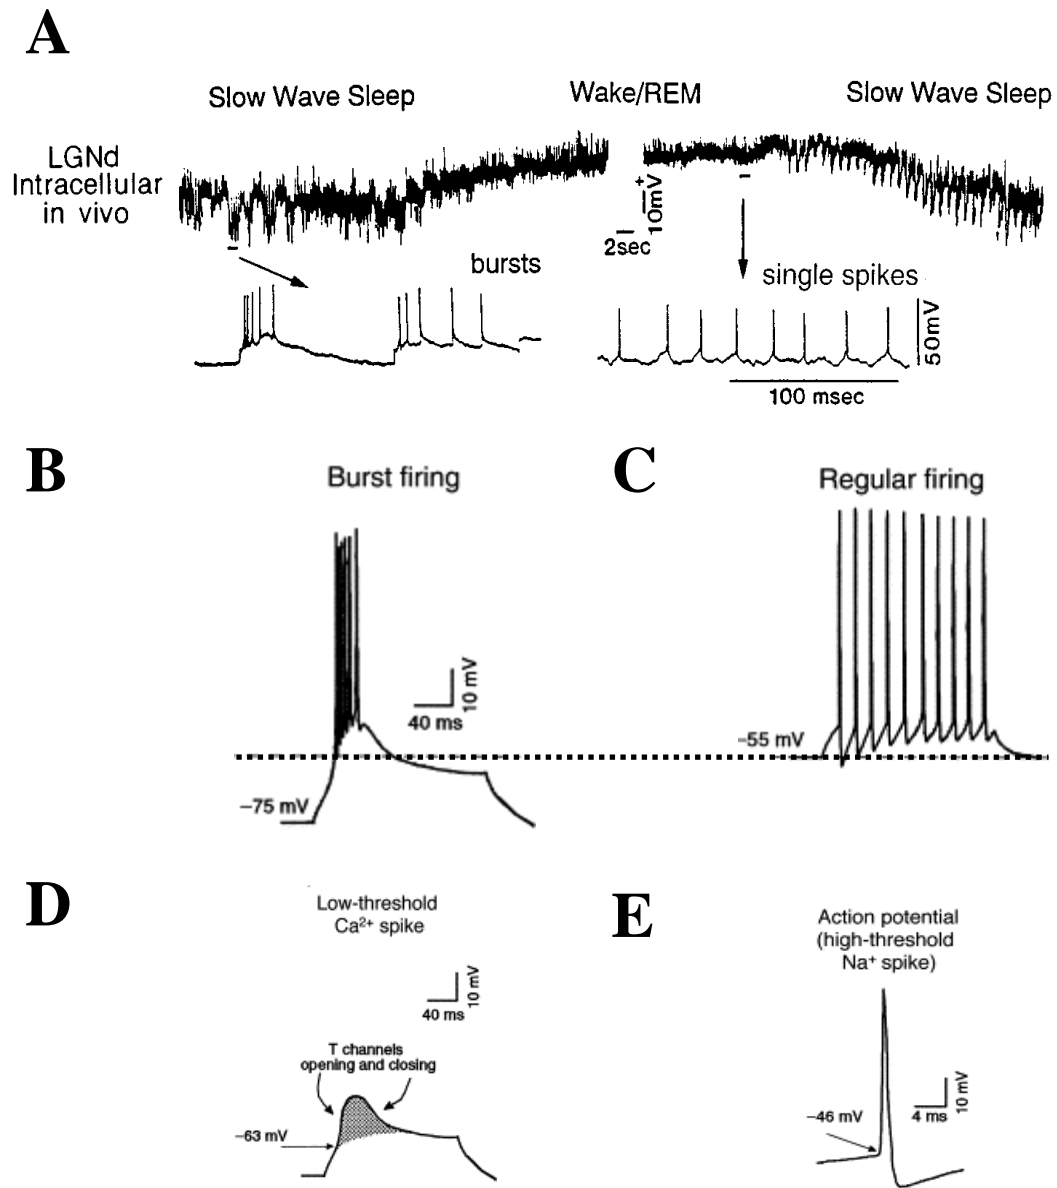 A
Slow Wave Sleep
Wake/REM
Slow Wave Sleep
LGNd
Intracellular
in vivo
10mV
+
2sec
bursts
single spikes
50mV
100 msec
B
Burst firing
C
Regular firing
10 mV
40 ms
−55 mV
−75 mV
D
Low-threshold
Ca²⁺ spike
10 mV
40 ms
T channels
opening and closing
−63 mV
E
Action potential
(high-threshold
Na⁺ spike)
−46 mV
10 mV
4 ms